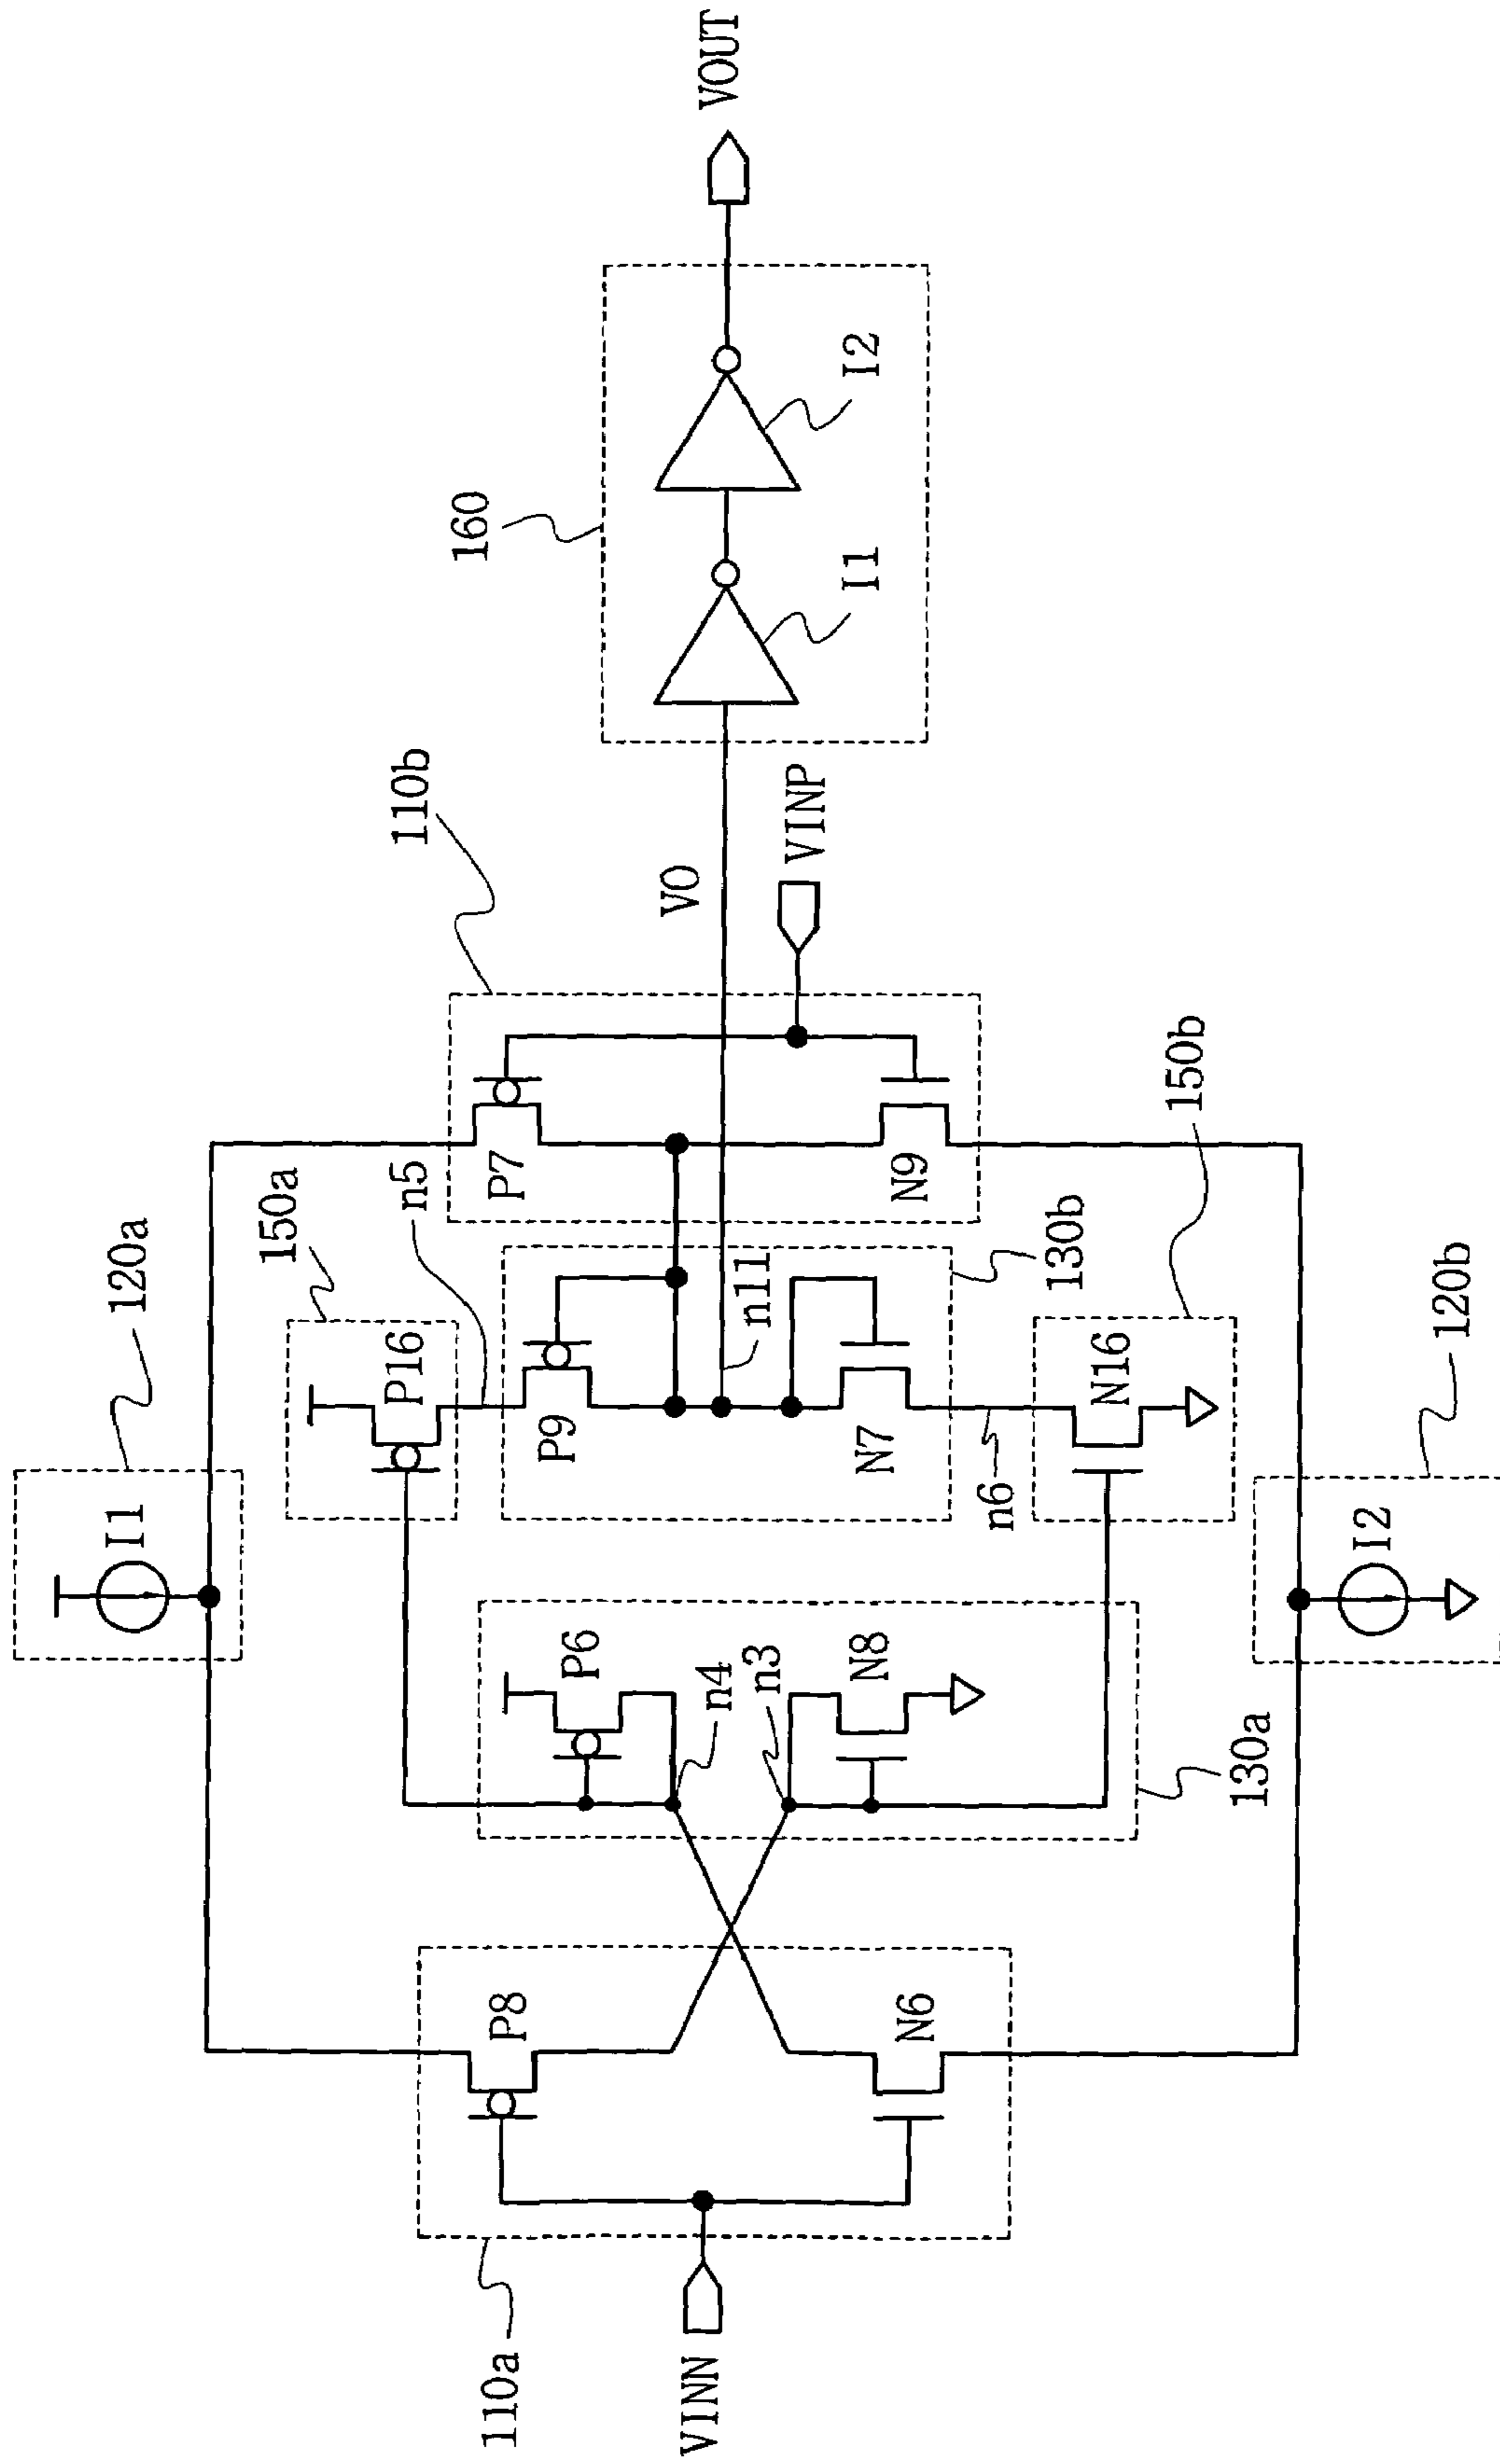 120a
I1
150a
P16
n5
110b
160
VOUT
110a
P8
P6
P9
P7
VO
I1
I2
n4
n3
n11
VINP
VINN
N6
N8
N7
N9
130a
130b
n6
N16
150b
I2
120b